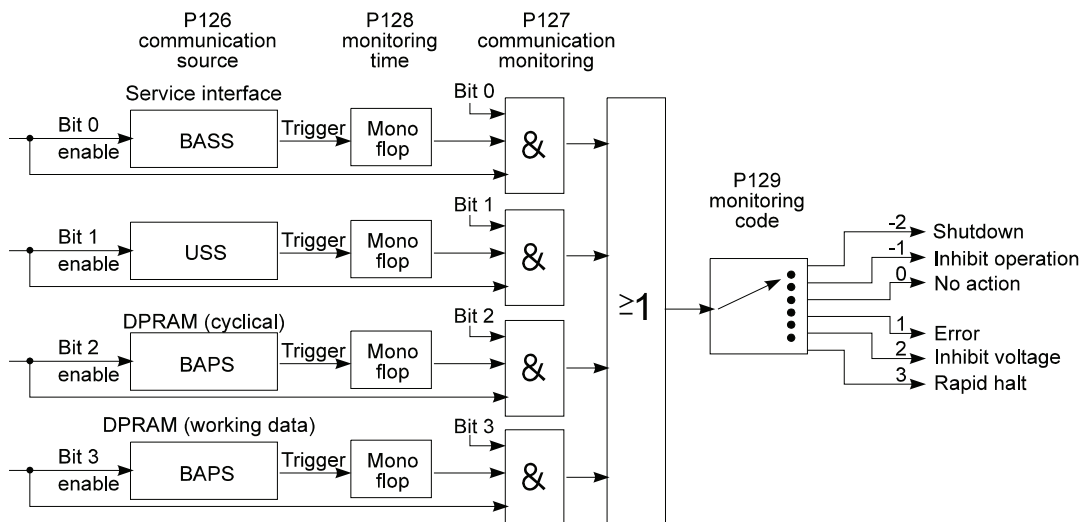 P126
communication
source
P128
monitoring
time
P127
communication
monitoring
Service interface
Bit 0
enable
BASS
Trigger
Mono
flop
Bit 0
&
Bit 1
enable
USS
Trigger
Mono
flop
Bit 1
&
DPRAM (cyclical)
Bit 2
enable
BAPS
Trigger
Mono
flop
Bit 2
&
DPRAM (working data)
Bit 3
enable
BAPS
Trigger
Mono
flop
Bit 3
&
≥1
P129
monitoring
code
-2 Shutdown
-1 Inhibit operation
0 No action
1 Error
2 Inhibit voltage
3 Rapid halt